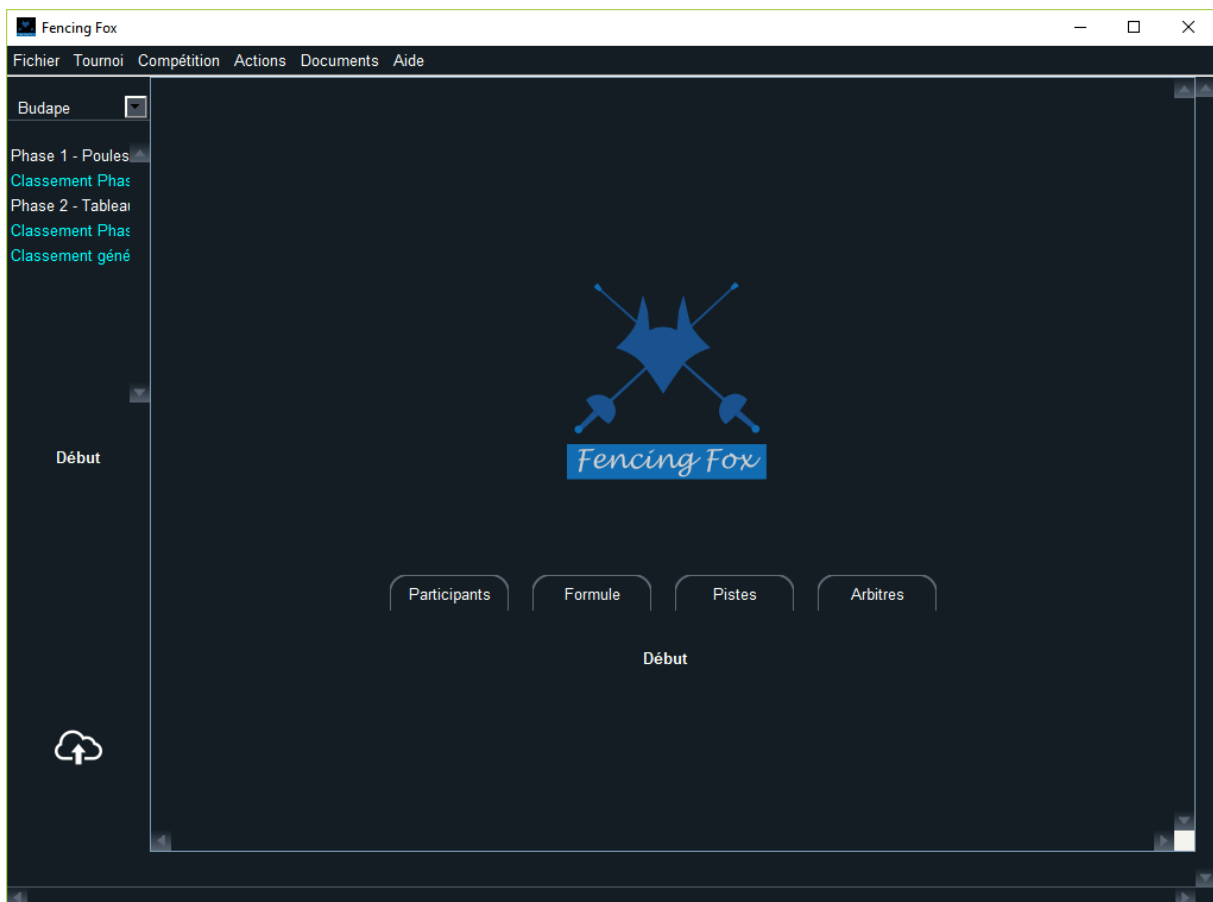 Fencing Fox
Fichier Tournoi Compétition Actions Documents Aide
Budape
Phase 1 - Poules
Classement Phas
Phase 2 - Tableau
Classement Phas
Classement géné
Début
Fencing Fox
Participants Formule Pistes Arbitres
Début